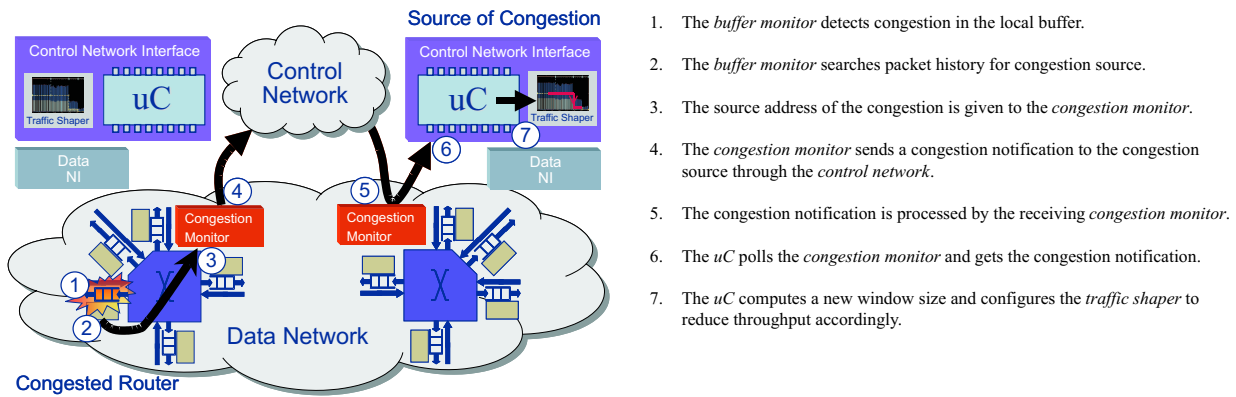 Source of Congestion
Control Network Interface
uC
Traffic Shaper
Data
NI
Control
Network
Control Network Interface
uC
Traffic Shaper
7
6
Data
NI
4
5
Congestion
Monitor
Congestion
Monitor
3
1
2
Data Network
Congested Router
1. The buffer monitor detects congestion in the local buffer.
2. The buffer monitor searches packet history for congestion source.
3. The source address of the congestion is given to the congestion monitor.
4. The congestion monitor sends a congestion notification to the congestion
source through the control network.
5. The congestion notification is processed by the receiving congestion monitor.
6. The uC polls the congestion monitor and gets the congestion notification.
7. The uC computes a new window size and configures the traffic shaper to
reduce throughput accordingly.